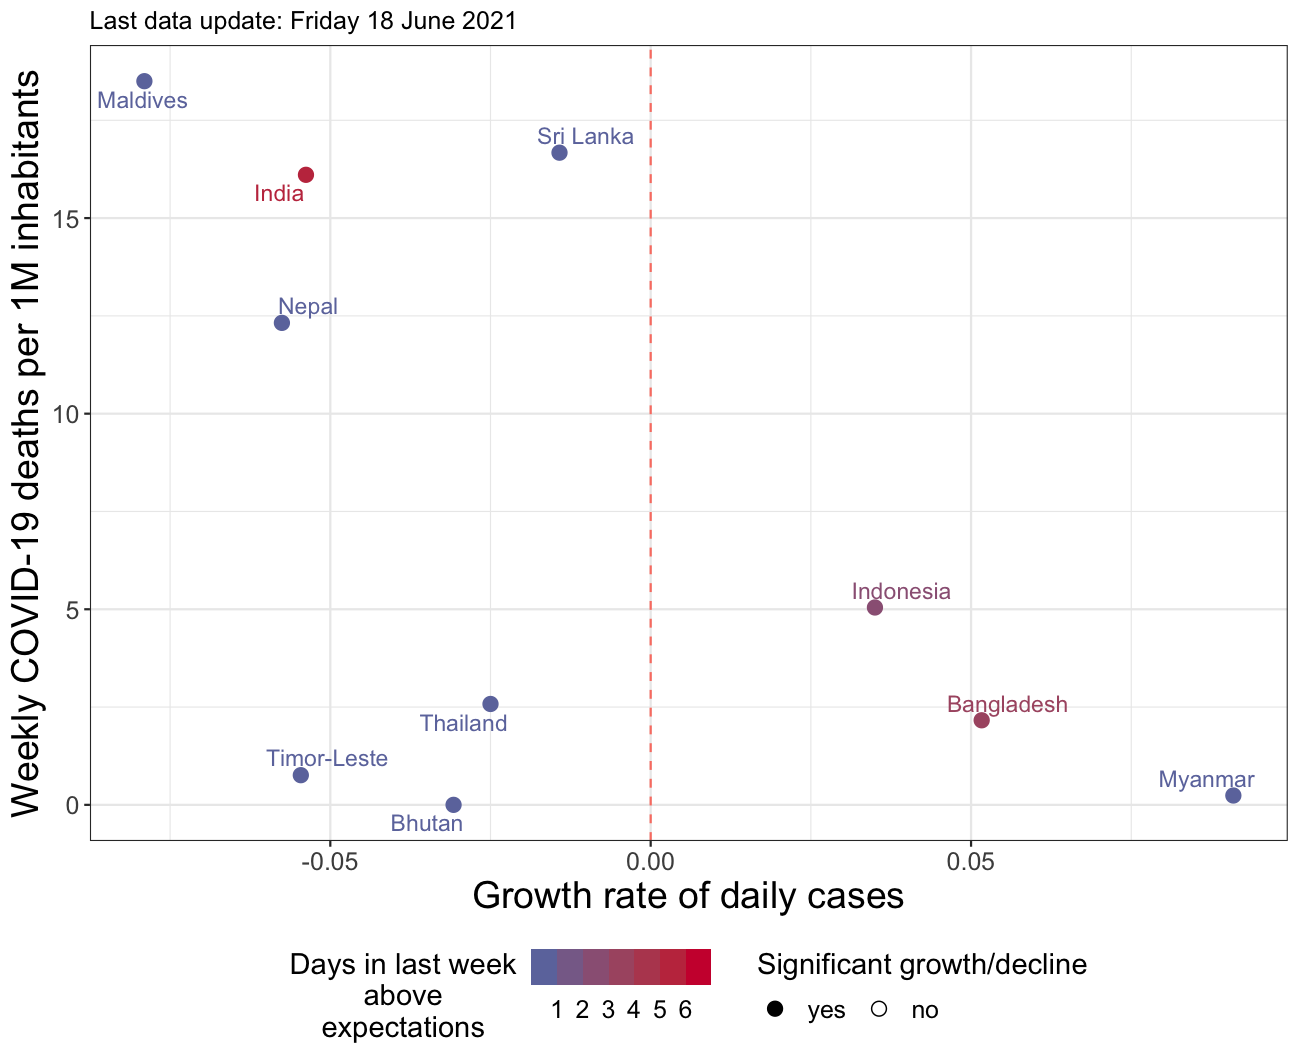 Last data update: Friday 18 June 2021
Weekly COVID-19 deaths per 1M inhabitants
15
10
5
0
Maldives
Sri Lanka
India
Nepal
Indonesia
Thailand
Bangladesh
Timor-Leste
Myanmar
Bhutan
-0.05 0.00 0.05
Growth rate of daily cases
Days in last week
above
expectations
1 2 3 4 5 6
Significant growth/decline
yes no